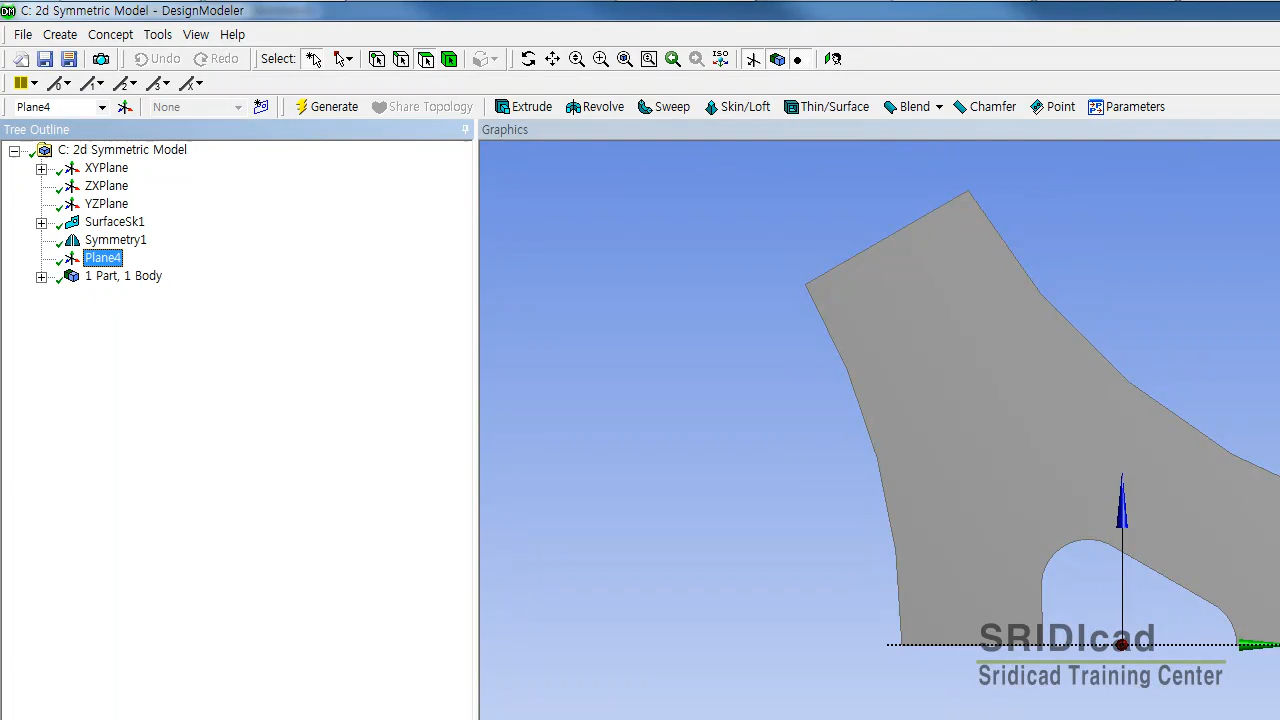 C: 2d Symmetric Model - DesignModeler
File Create Concept Tools View Help
Undo Redo Select:
Plane4 None Generate Share Topology Extrude Revolve Sweep Skin/Loft Thin/Surface Blend Chamfer Point Parameters
Tree Outline
Graphics
C: 2d Symmetric Model
XYPlane
ZXPlane
YZPlane
SurfaceSk1
Symmetry1
Plane4
1 Part, 1 Body
SRIDIcad
Sridicad Training Center